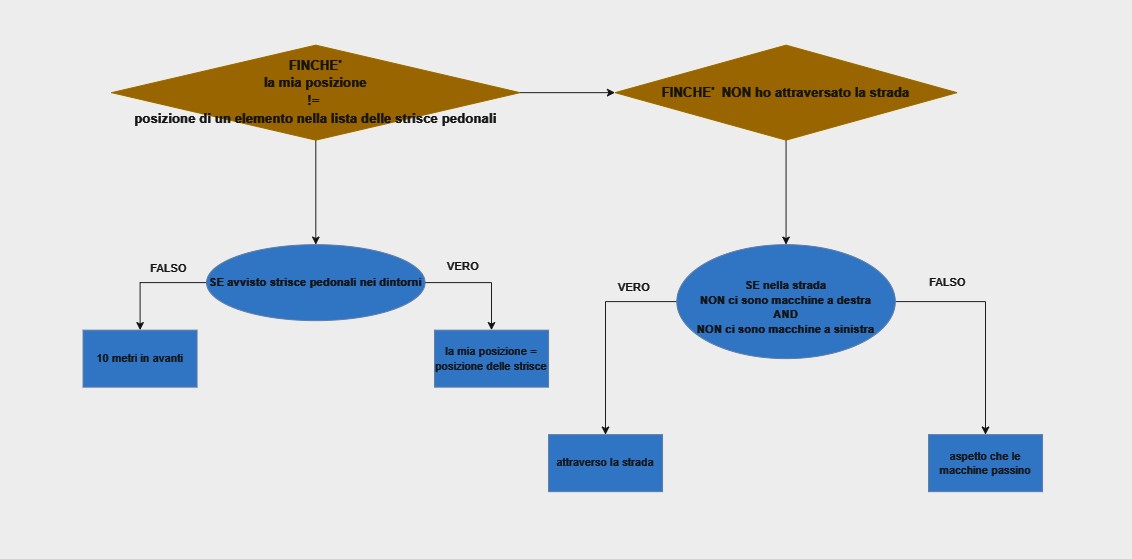 FINCHE'
la mia posizione
!=
posizione di un elemento nella lista delle strisce pedonali
FINCHE' NON ho attraversato la strada
FALSO
SE avvisto strisce pedonali nei dintorni
VERO
10 metri in avanti
la mia posizione =
posizione delle strisce
VERO
SE nella strada
NON ci sono macchine a destra
AND
NON ci sono macchine a sinistra
FALSO
attraverso la strada
aspetto che le
macchine passino